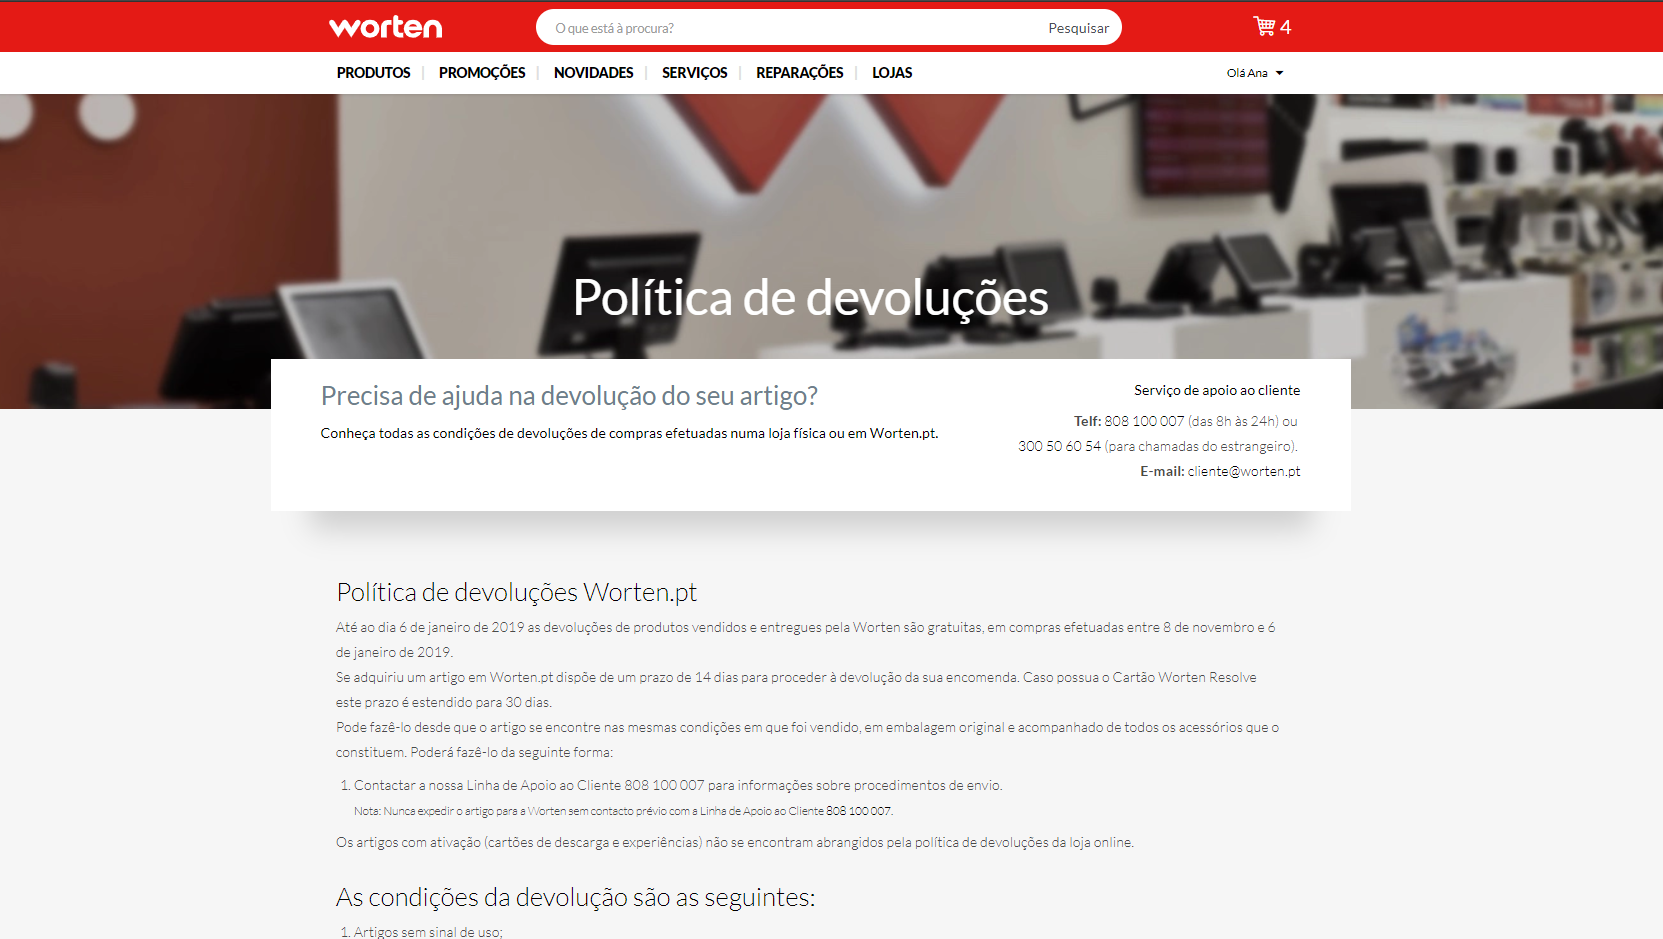 worten
O que está à procura?
Pesquisar
4
PRODUTOS
PROMOÇÕES
NOVIDADES
SERVIÇOS
REPARAÇÕES
LOJAS
Olá Ana
Política de devoluções
Precisa de ajuda na devolução do seu artigo?
Conheça todas as condições de devoluções de compras efetuadas numa loja física ou em Worten.pt.
Serviço de apoio ao cliente
Telf: 808 100 007 (das 8h às 24h) ou
300 50 60 54 (para chamadas do estrangeiro).
E-mail: cliente@worten.pt
Política de devoluções Worten.pt
Até ao dia 6 de janeiro de 2019 as devoluções de produtos vendidos e entregues pela Worten são gratuitas, em compras efetuadas entre 8 de novembro e 6
de janeiro de 2019.
Se adquiriu um artigo em Worten.pt dispõe de um prazo de 14 dias para proceder à devolução da sua encomenda. Caso possua o Cartão Worten Resolve
este prazo é estendido para 30 dias.
Pode fazê-lo desde que o artigo se encontre nas mesmas condições em que foi vendido, em embalagem original e acompanhado de todos os acessórios que o
constituem. Poderá fazê-lo da seguinte forma:
1. Contactar a nossa Linha de Apoio ao Cliente 808 100 007 para informações sobre procedimentos de envio.
Nota: Nunca expedir o artigo para a Worten sem contacto prévio com a Linha de Apoio ao Cliente 808 100 007.
Os artigos com ativação (cartões de descarga e experiências) não se encontram abrangidos pela política de devoluções da loja online.
As condições da devolução são as seguintes:
1. Artigos sem sinal de uso;